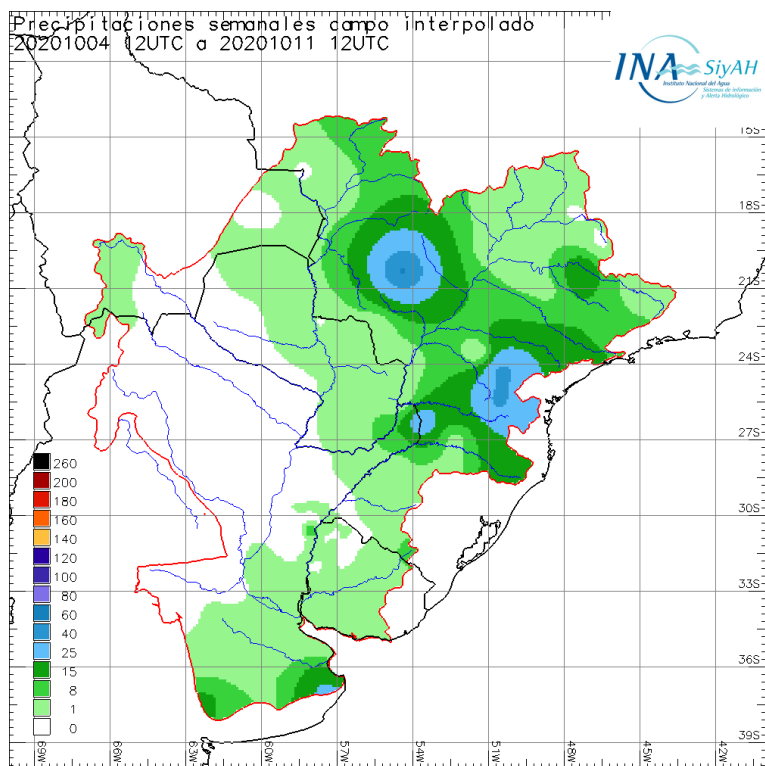 Precipitaciones semanales campo interpolado
20201004 12UTC a 20201011 12UTC
INA SiyAH
Instituto Nacional del Agua
Sistemas de Información
y Alerta Hidrológico
15S
18S
21S
24S
27S
30S
33S
36S
39S
260
200
180
160
140
120
100
80
60
40
25
15
8
1
0
69W
66W
63W
60W
57W
54W
51W
48W
45W
42W